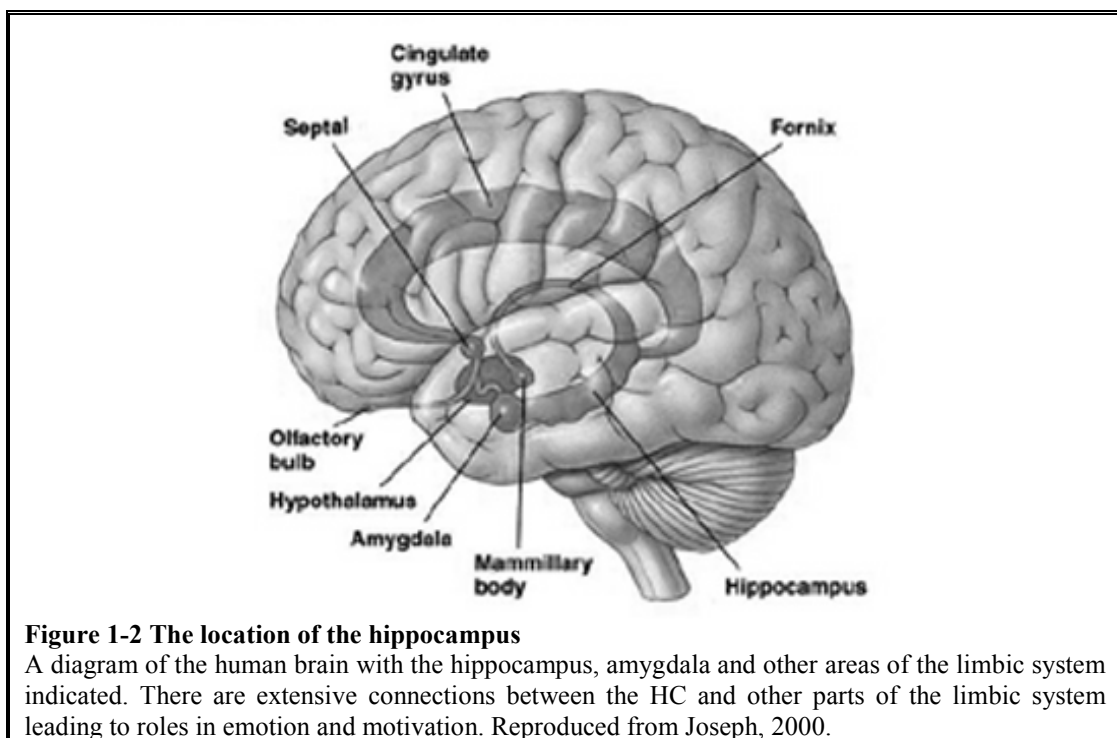 Cingulate
gyrus
Septal
Fornix
Olfactory
bulb
Hypothalamus
Amygdala
Mammillary
body
Hippocampus
Figure 1-2 The location of the hippocampus
A diagram of the human brain with the hippocampus, amygdala and other areas of the limbic system
indicated. There are extensive connections between the HC and other parts of the limbic system
leading to roles in emotion and motivation. Reproduced from Joseph, 2000.